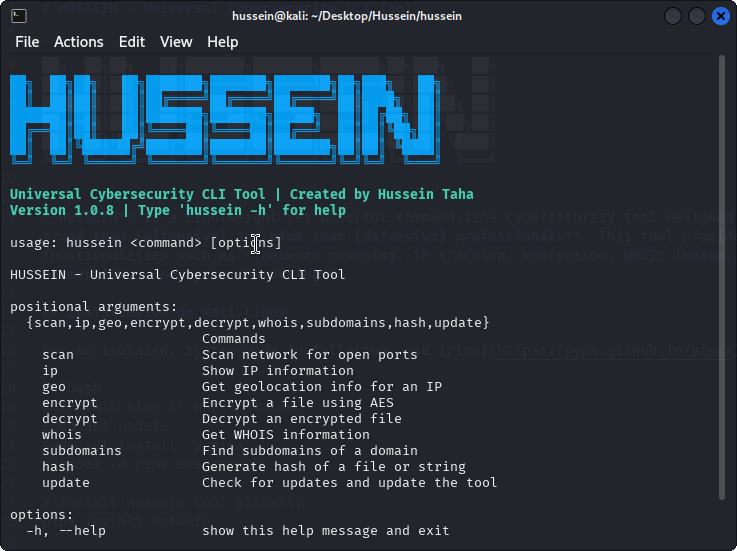 hussein@kali: ~/Desktop/Hussein/hussein
File Actions Edit View Help
HUSSEIN
Universal Cybersecurity CLI Tool | Created by Hussein Taha
Version 1.0.8 | Type 'hussein -h' for help
usage: hussein <command> [options]
HUSSEIN - Universal Cybersecurity CLI Tool
positional arguments:
{scan,ip,geo,encrypt,decrypt,whois,subdomains,hash,update}
Commands
scan Scan network for open ports
ip Show IP information
geo Get geolocation info for an IP
encrypt Encrypt a file using AES
decrypt Decrypt an encrypted file
whois Get WHOIS information
subdomains Find subdomains of a domain
hash Generate hash of a file or string
update Check for updates and update the tool
options:
-h, --help show this help message and exit